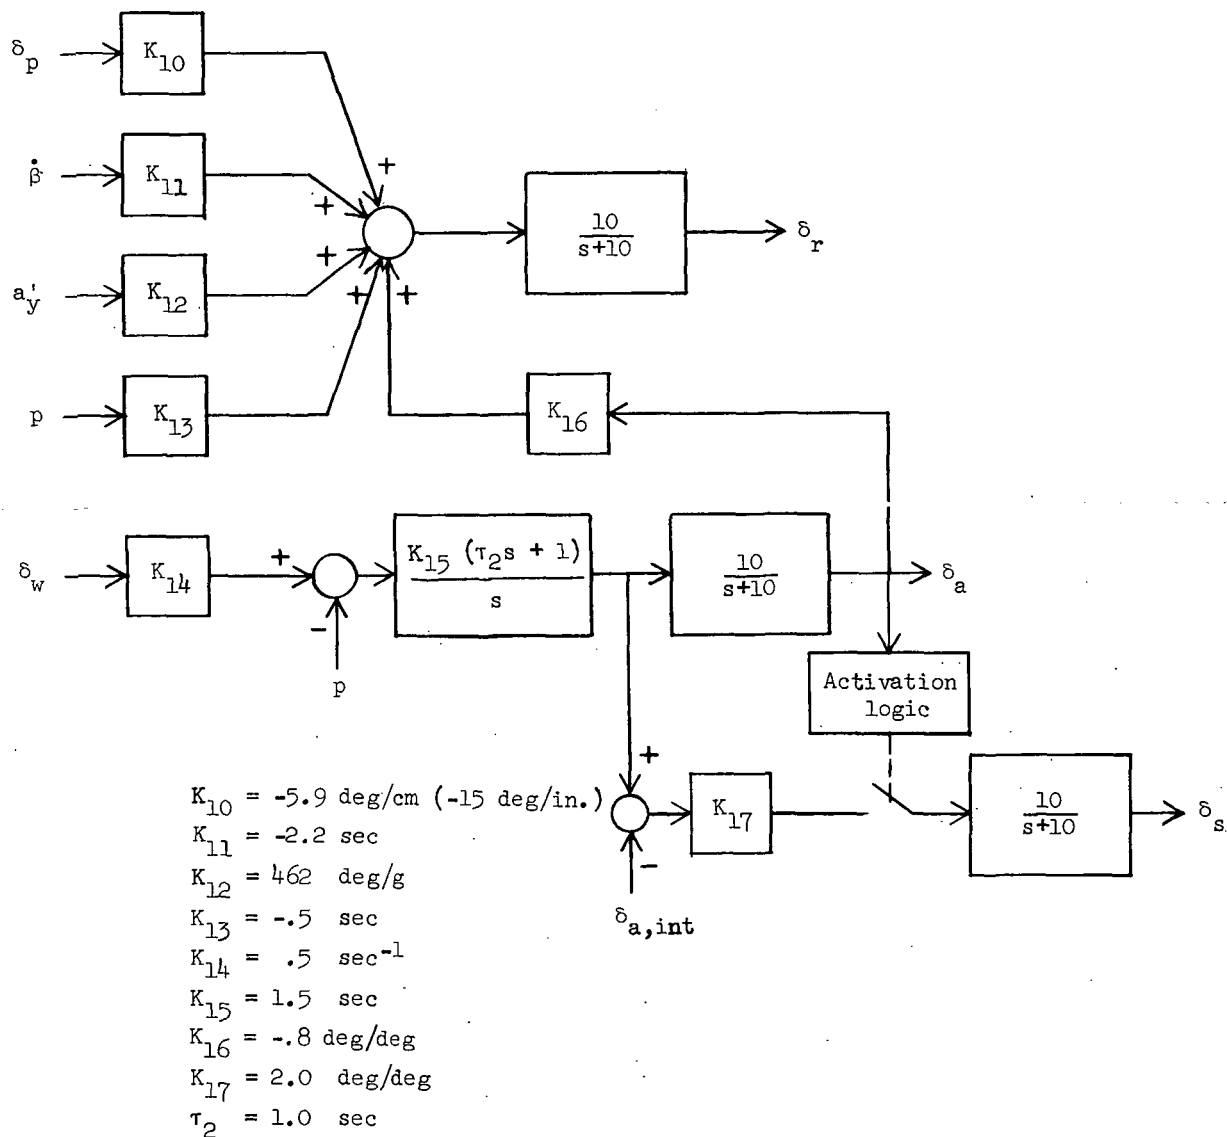 δp K10
+
β̇ K11 + 10
s+10 δr
a'y K12 +
+ +
p K13 K16
δw K14 + K15 (τ2s + 1)
s 10
s+10 δa
−
p
Activation
logic
+
K17 10
s+10 δs
−
δa,int
K10 = -5.9 deg/cm (-15 deg/in.)
K11 = -2.2 sec
K12 = 462 deg/g
K13 = -.5 sec
K14 = .5 sec-1
K15 = 1.5 sec
K16 = -.8 deg/deg
K17 = 2.0 deg/deg
τ2 = 1.0 sec